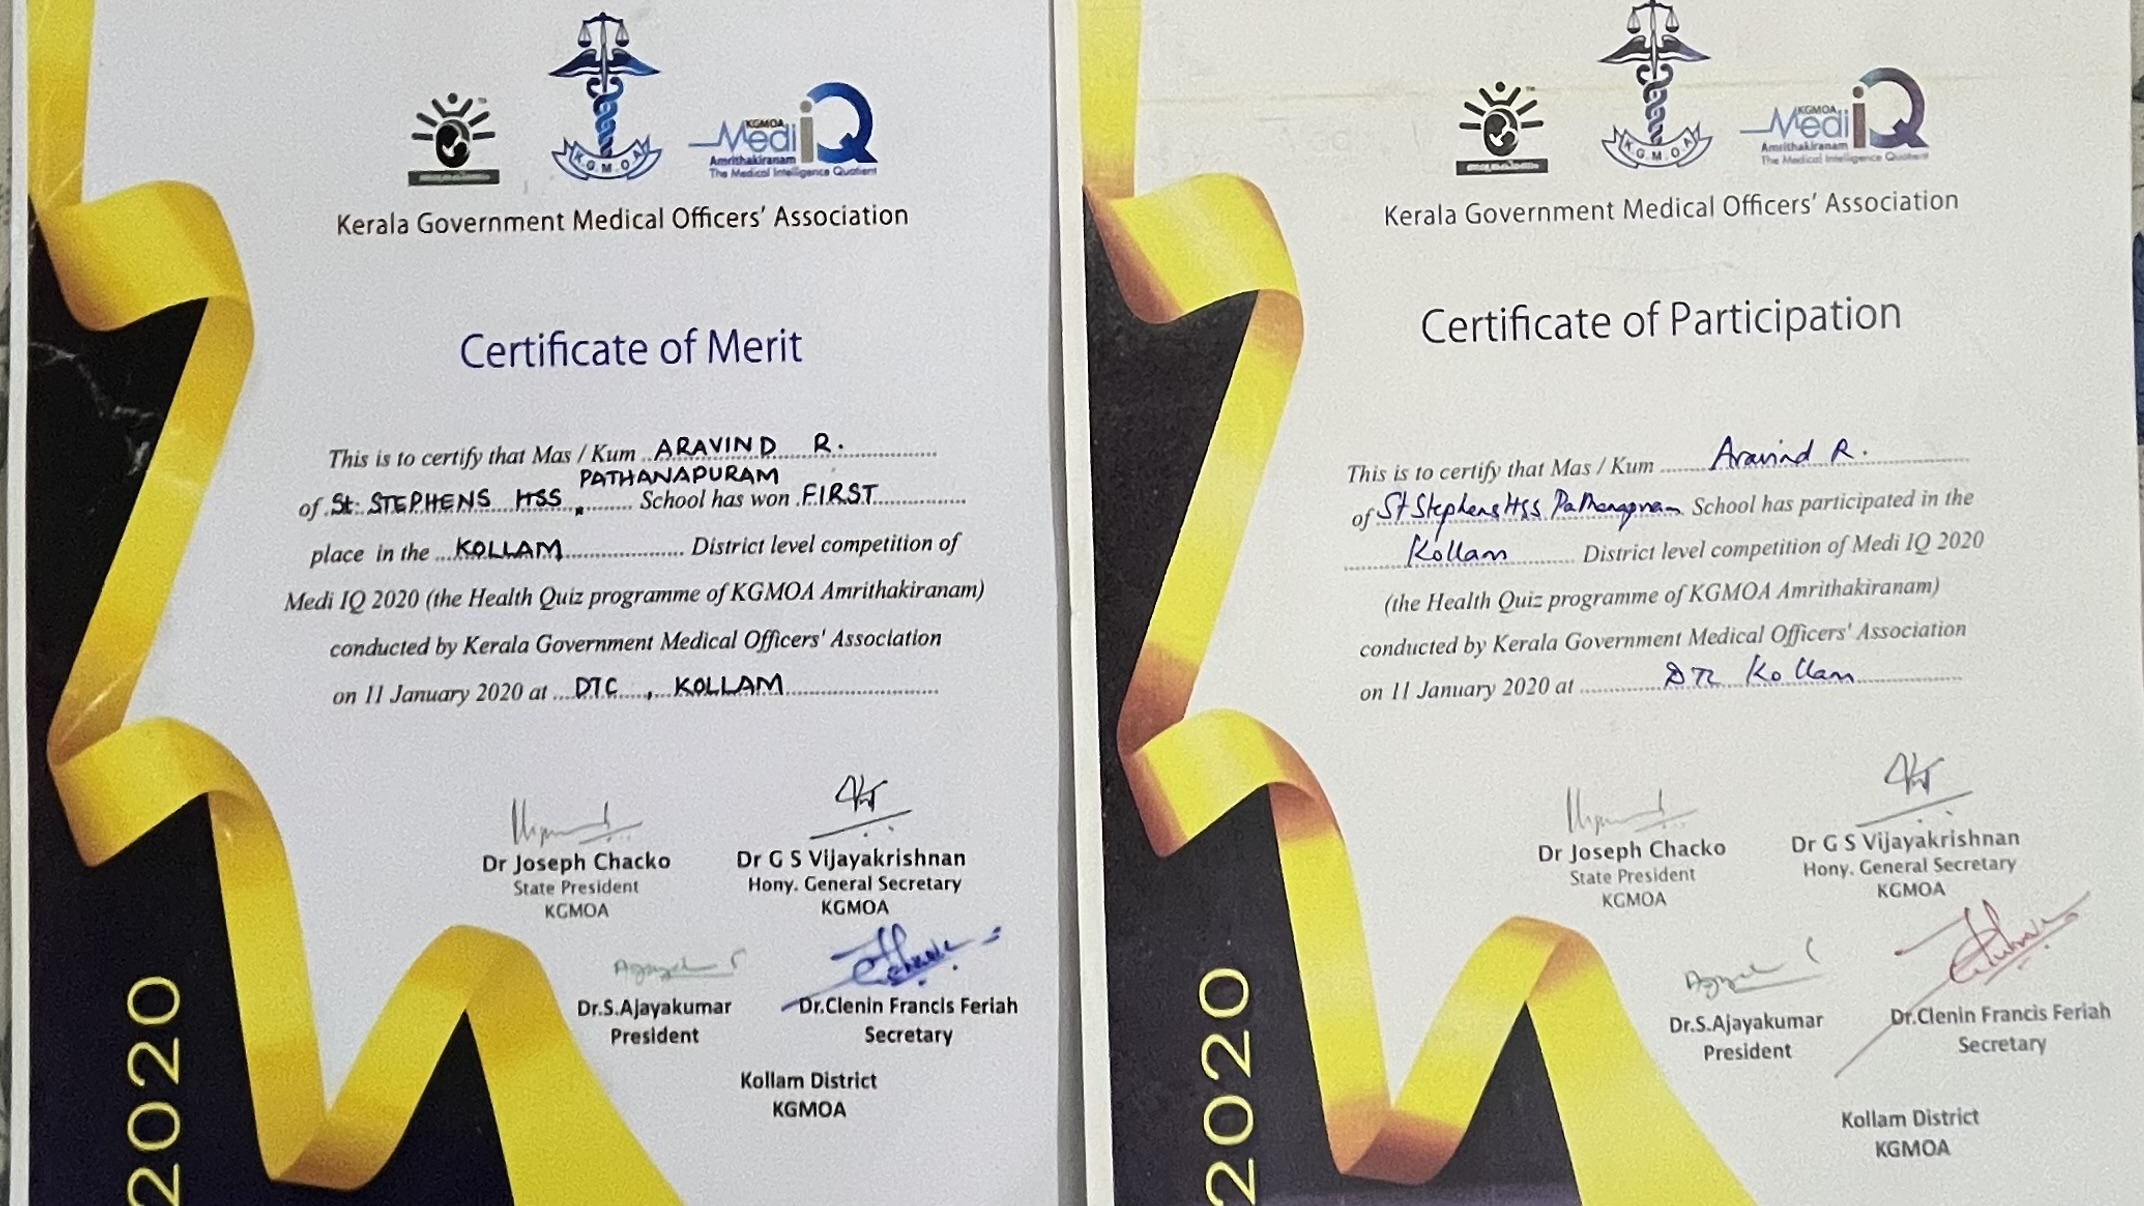 K.G.M.O.A
KGMOA
Medi iQ
Amrithakiranam
The Medical Intelligence Quotient
Kerala Government Medical Officers' Association
Certificate of Merit
This is to certify that Mas / Kum ARAVIND R.
PATHANAPURAM
of St. STEPHENS HSS, School has won FIRST
place in the KOLLAM District level competition of
Medi IQ 2020 (the Health Quiz programme of KGMOA Amrithakiranam)
conducted by Kerala Government Medical Officers' Association
on 11 January 2020 at DTC, KOLLAM
Dr Joseph Chacko
State President
KGMOA
Dr G S Vijayakrishnan
Hony. General Secretary
KGMOA
Dr.S.Ajayakumar
President
Dr.Clenin Francis Feriah
Secretary
Kollam District
KGMOA
2020
K.G.M.O.A
KGMOA
Medi iQ
Amrithakiranam
The Medical Intelligence Quotient
Kerala Government Medical Officers' Association
Certificate of Participation
This is to certify that Mas / Kum Aravind R.
of St Stephens Hss School has participated in the
Kollam District level competition of Medi IQ 2020
(the Health Quiz programme of KGMOA Amrithakiranam)
conducted by Kerala Government Medical Officers' Association
on 11 January 2020 at Kollam
Dr Joseph Chacko
State President
KGMOA
Dr G S Vijayakrishnan
Hony. General Secretary
KGMOA
Dr.S.Ajayakumar
President
Dr.Clenin Francis Feriah
Secretary
Kollam District
KGMOA
2020